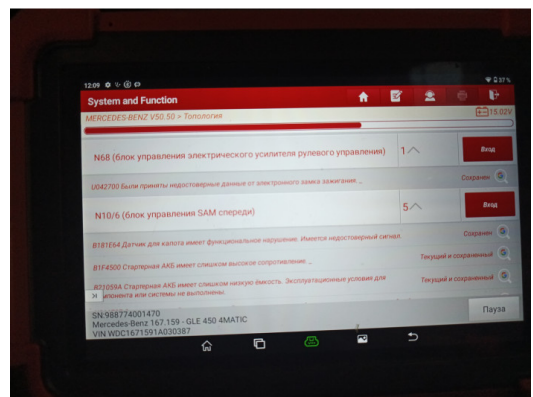 12:09
37%
System and Function
MERCEDES-BENZ V50.50 > Топология
15.02V
N68 (блок управления электрического усилителя рулевого управления)
1
Вход
U042700 Были приняты недостоверные данные от электронного замка зажигания. _
Сохранен
N10/6 (блок управления SAM спереди)
5
Вход
B181E64 Датчик для капота имеет функциональное нарушение. Имеется недостоверный сигнал.
Сохранен
B1F4500 Стартерная АКБ имеет слишком высокое сопротивление. _
Текущий и сохраненный
B21059A Стартерная АКБ имеет слишком низкую ёмкость. Эксплуатационные условия для
Текущий и сохраненный
компонента или системы не выполнены.
SN:988774001470
Mercedes-Benz 167.159 - GLE 450 4MATIC
VIN WDC1671591A030387
Пауза